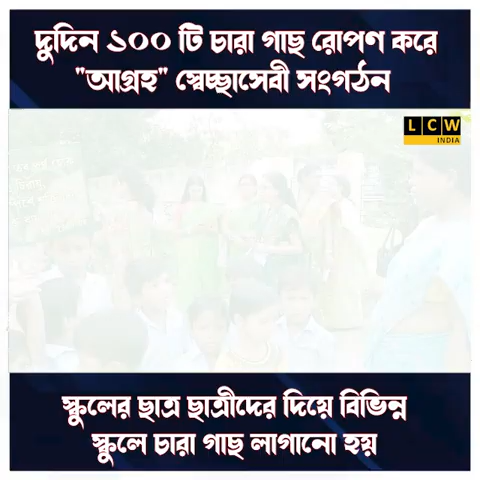 দুদিন ১০০ টি চারা গাছ রোপণ করে
"আগ্রহ" স্বেচ্ছাসেবী সংগঠন
LCW
INDIA
স্কুলের ছাত্র ছাত্রীদের দিয়ে বিভিন্ন
স্কুলে চারা গাছ লাগানো হয়